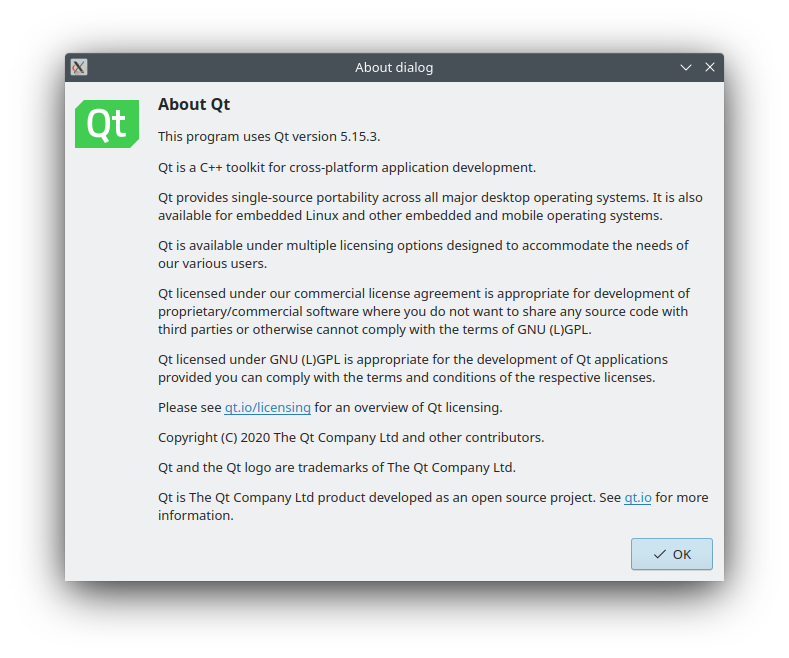 About dialog
Qt
About Qt
This program uses Qt version 5.15.3.
Qt is a C++ toolkit for cross-platform application development.
Qt provides single-source portability across all major desktop operating systems. It is also
available for embedded Linux and other embedded and mobile operating systems.
Qt is available under multiple licensing options designed to accommodate the needs of
our various users.
Qt licensed under our commercial license agreement is appropriate for development of
proprietary/commercial software where you do not want to share any source code with
third parties or otherwise cannot comply with the terms of GNU (L)GPL.
Qt licensed under GNU (L)GPL is appropriate for the development of Qt applications
provided you can comply with the terms and conditions of the respective licenses.
Please see qt.io/licensing for an overview of Qt licensing.
Copyright (C) 2020 The Qt Company Ltd and other contributors.
Qt and the Qt logo are trademarks of The Qt Company Ltd.
Qt is The Qt Company Ltd product developed as an open source project. See qt.io for more
information.
OK